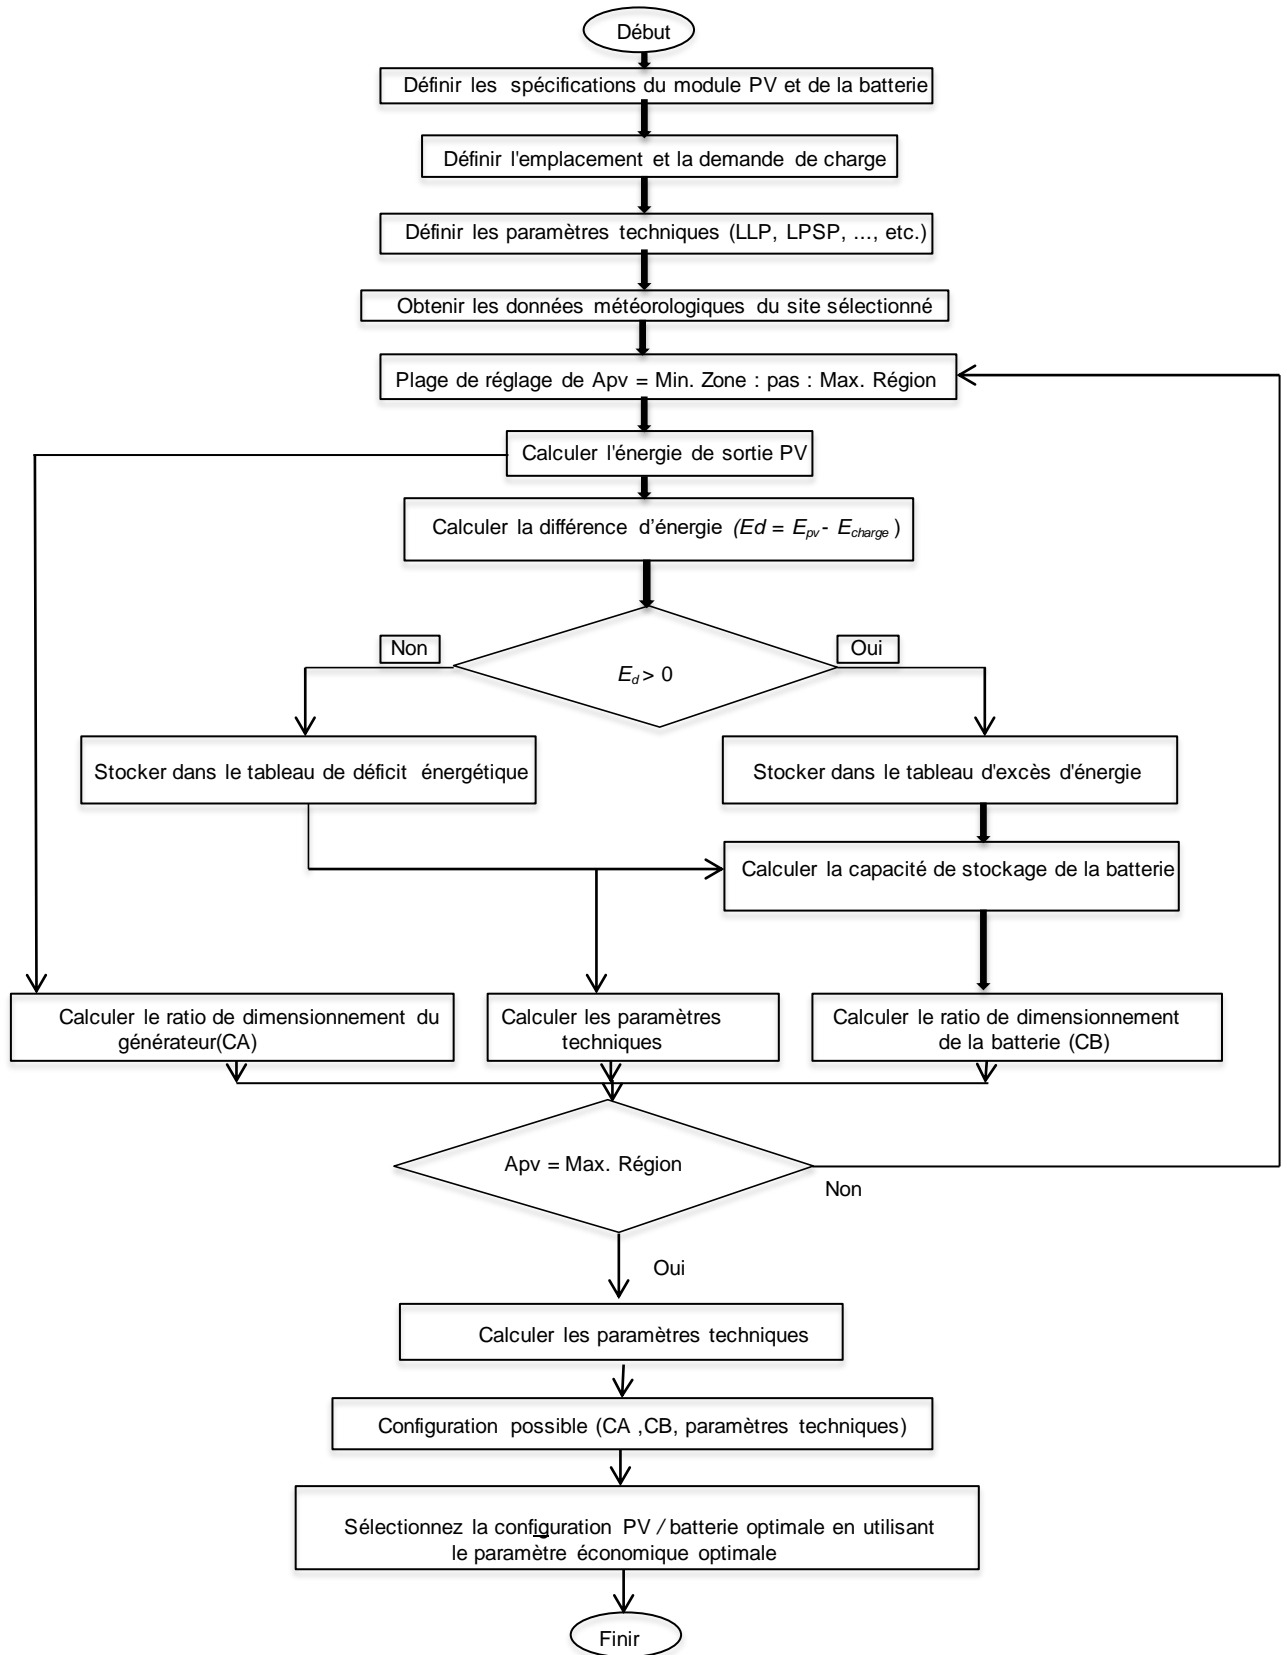 Début
Définir les spécifications du module PV et de la batterie
Définir l'emplacement et la demande de charge
Définir les paramètres techniques (LLP, LPSP, ..., etc.)
Obtenir les données météorologiques du site sélectionné
Plage de réglage de Apv = Min. Zone : pas : Max. Région
Calculer l'énergie de sortie PV
Calculer la différence d’énergie (Ed = Epv - Echarge )
Non
Oui
Ed > 0
Stocker dans le tableau de déficit énergétique
Stocker dans le tableau d'excès d'énergie
Calculer la capacité de stockage de la batterie
Calculer le ratio de dimensionnement du
générateur(CA)
Calculer les paramètres
techniques
Calculer le ratio de dimensionnement
de la batterie (CB)
Apv = Max. Région
Non
Oui
Calculer les paramètres techniques
Configuration possible (CA ,CB, paramètres techniques)
Sélectionnez la configuration PV / batterie optimale en utilisant
le paramètre économique optimale
Finir